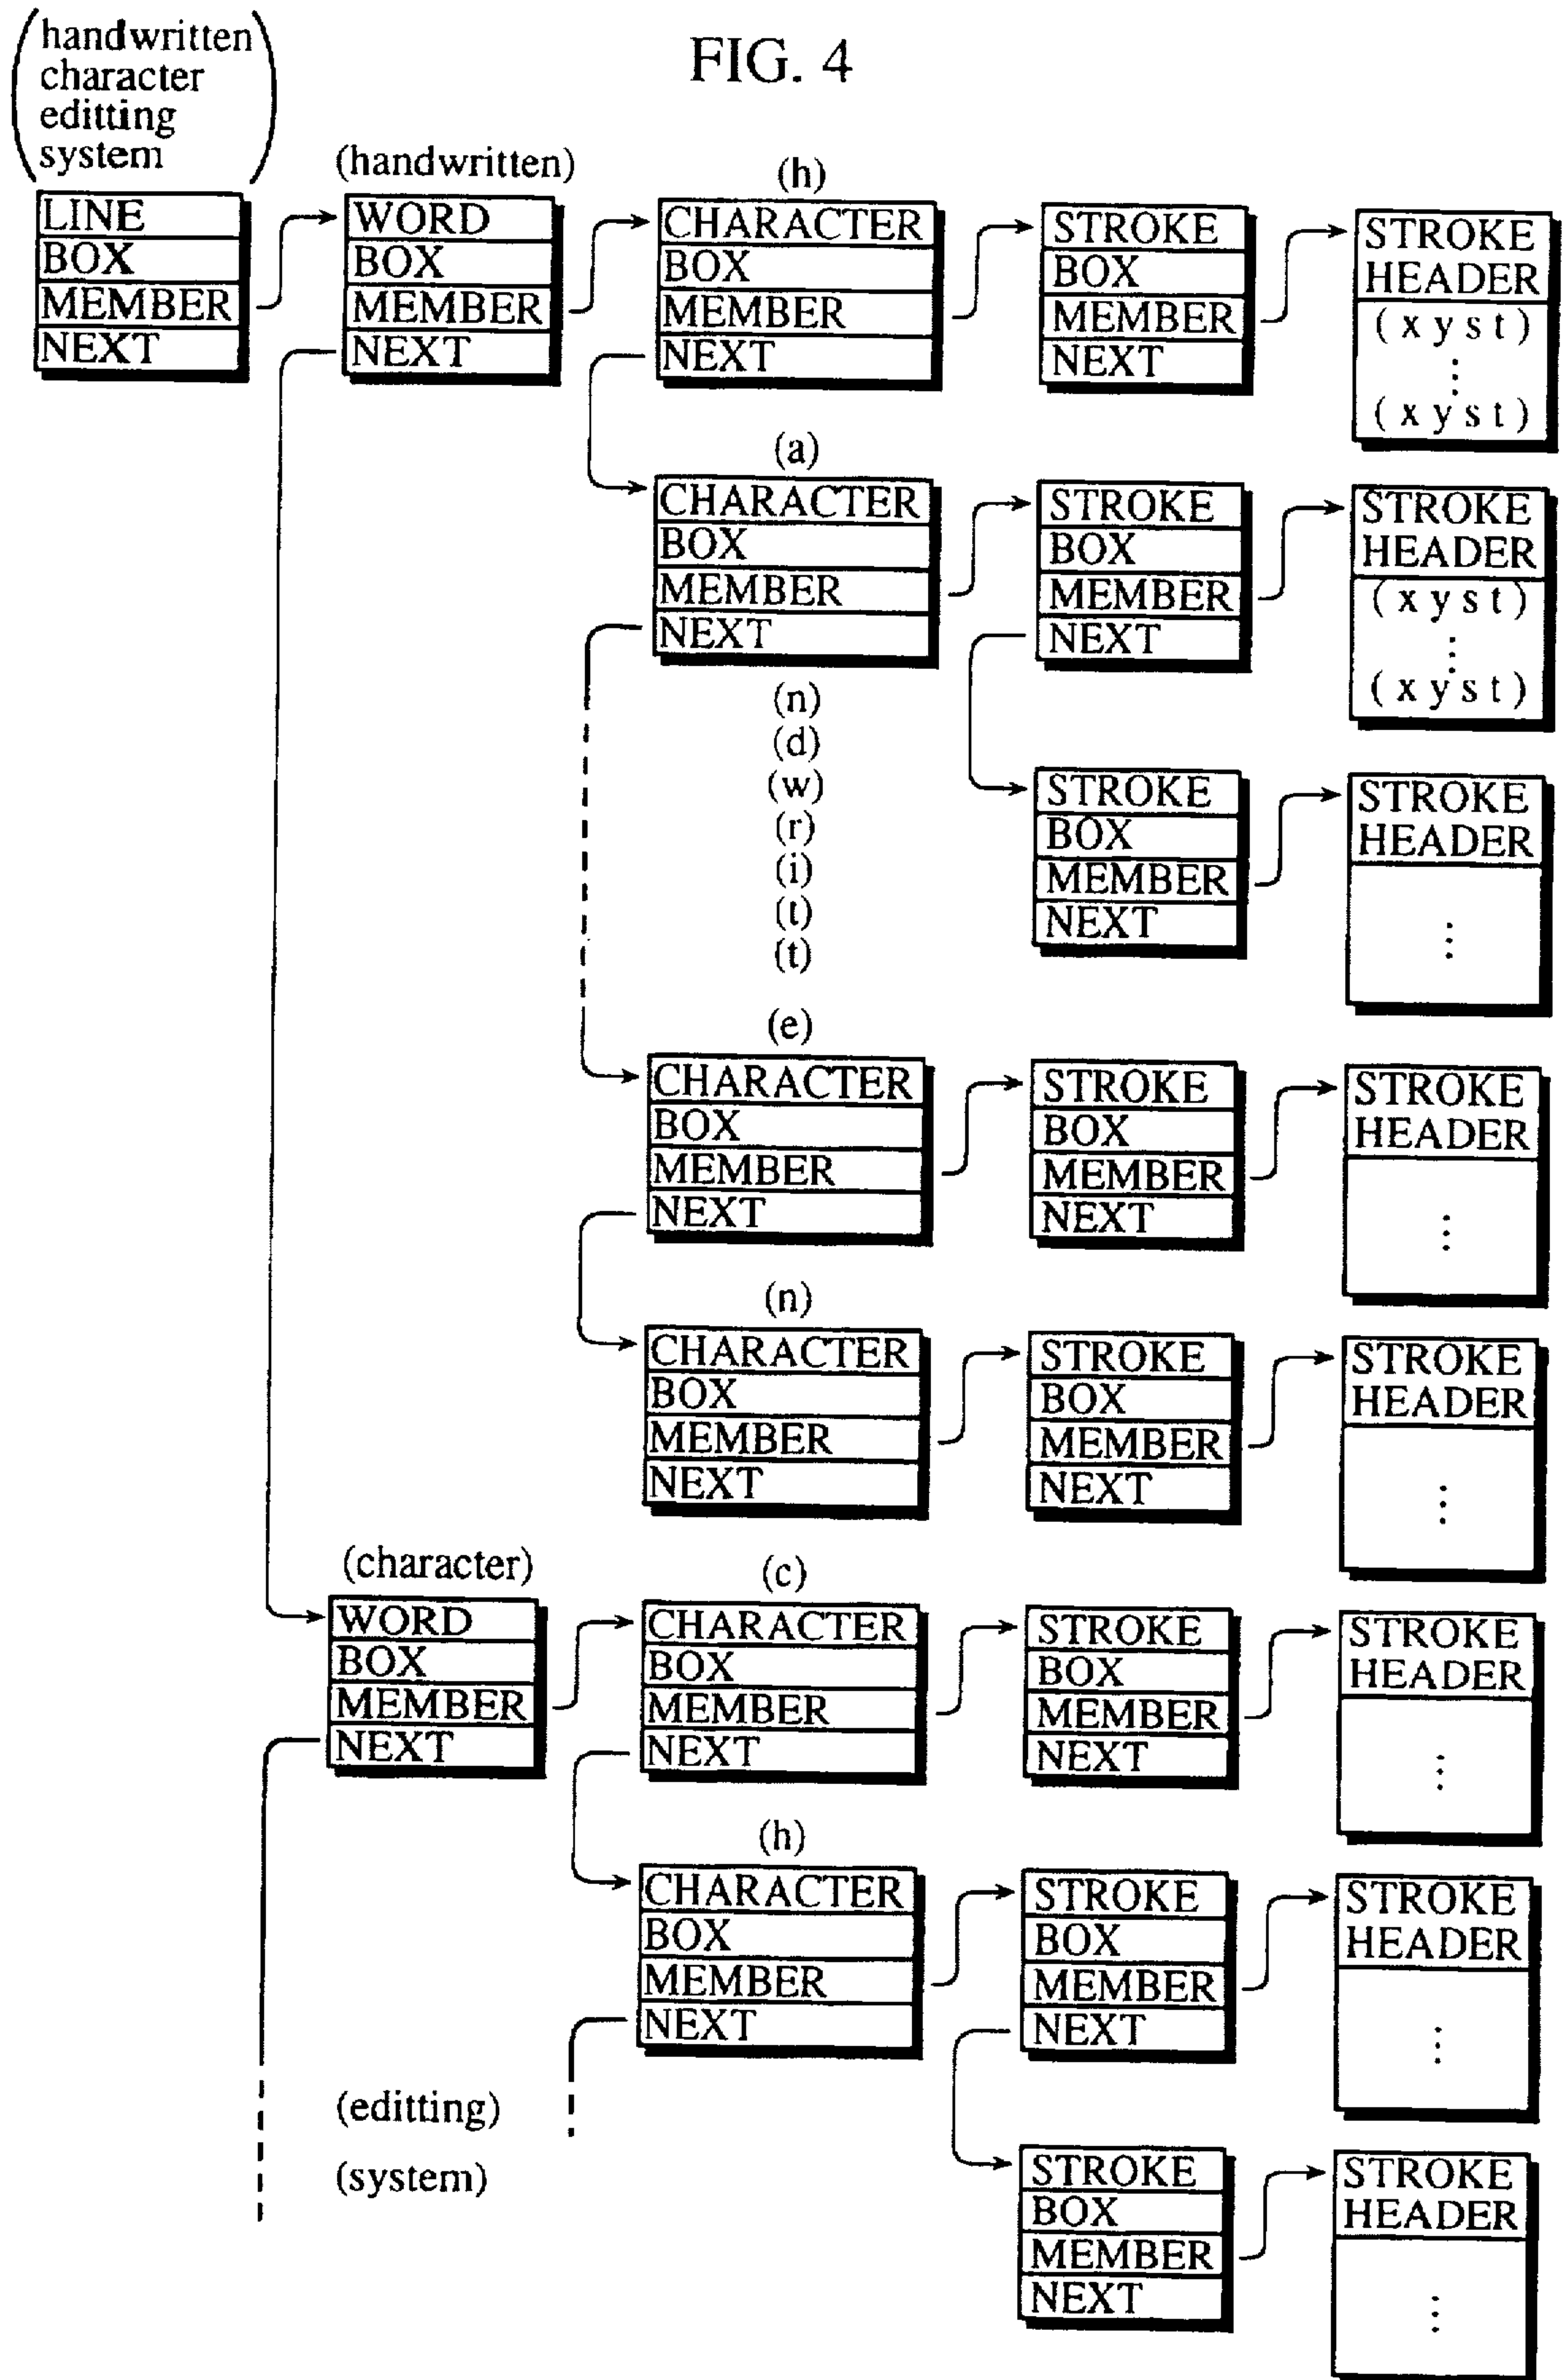 FIG. 4
(handwritten
character
editting
system)
(handwritten)
(h)
LINE
BOX
MEMBER
NEXT
WORD
BOX
MEMBER
NEXT
CHARACTER
BOX
MEMBER
NEXT
STROKE
BOX
MEMBER
NEXT
STROKE
HEADER
( x y s t )
⋮
( x y s t )
(a)
CHARACTER
BOX
MEMBER
NEXT
STROKE
BOX
MEMBER
NEXT
STROKE
HEADER
( x y s t )
⋮
( x y s t )
(n)
(d)
(w)
(r)
(i)
(t)
(t)
STROKE
BOX
MEMBER
NEXT
STROKE
HEADER
⋮
(e)
CHARACTER
BOX
MEMBER
NEXT
STROKE
BOX
MEMBER
NEXT
STROKE
HEADER
⋮
(n)
CHARACTER
BOX
MEMBER
NEXT
STROKE
BOX
MEMBER
NEXT
STROKE
HEADER
⋮
(character)
WORD
BOX
MEMBER
NEXT
(c)
CHARACTER
BOX
MEMBER
NEXT
STROKE
BOX
MEMBER
NEXT
STROKE
HEADER
⋮
(h)
CHARACTER
BOX
MEMBER
NEXT
STROKE
BOX
MEMBER
NEXT
STROKE
HEADER
⋮
(editting)
(system)
STROKE
BOX
MEMBER
NEXT
STROKE
HEADER
⋮